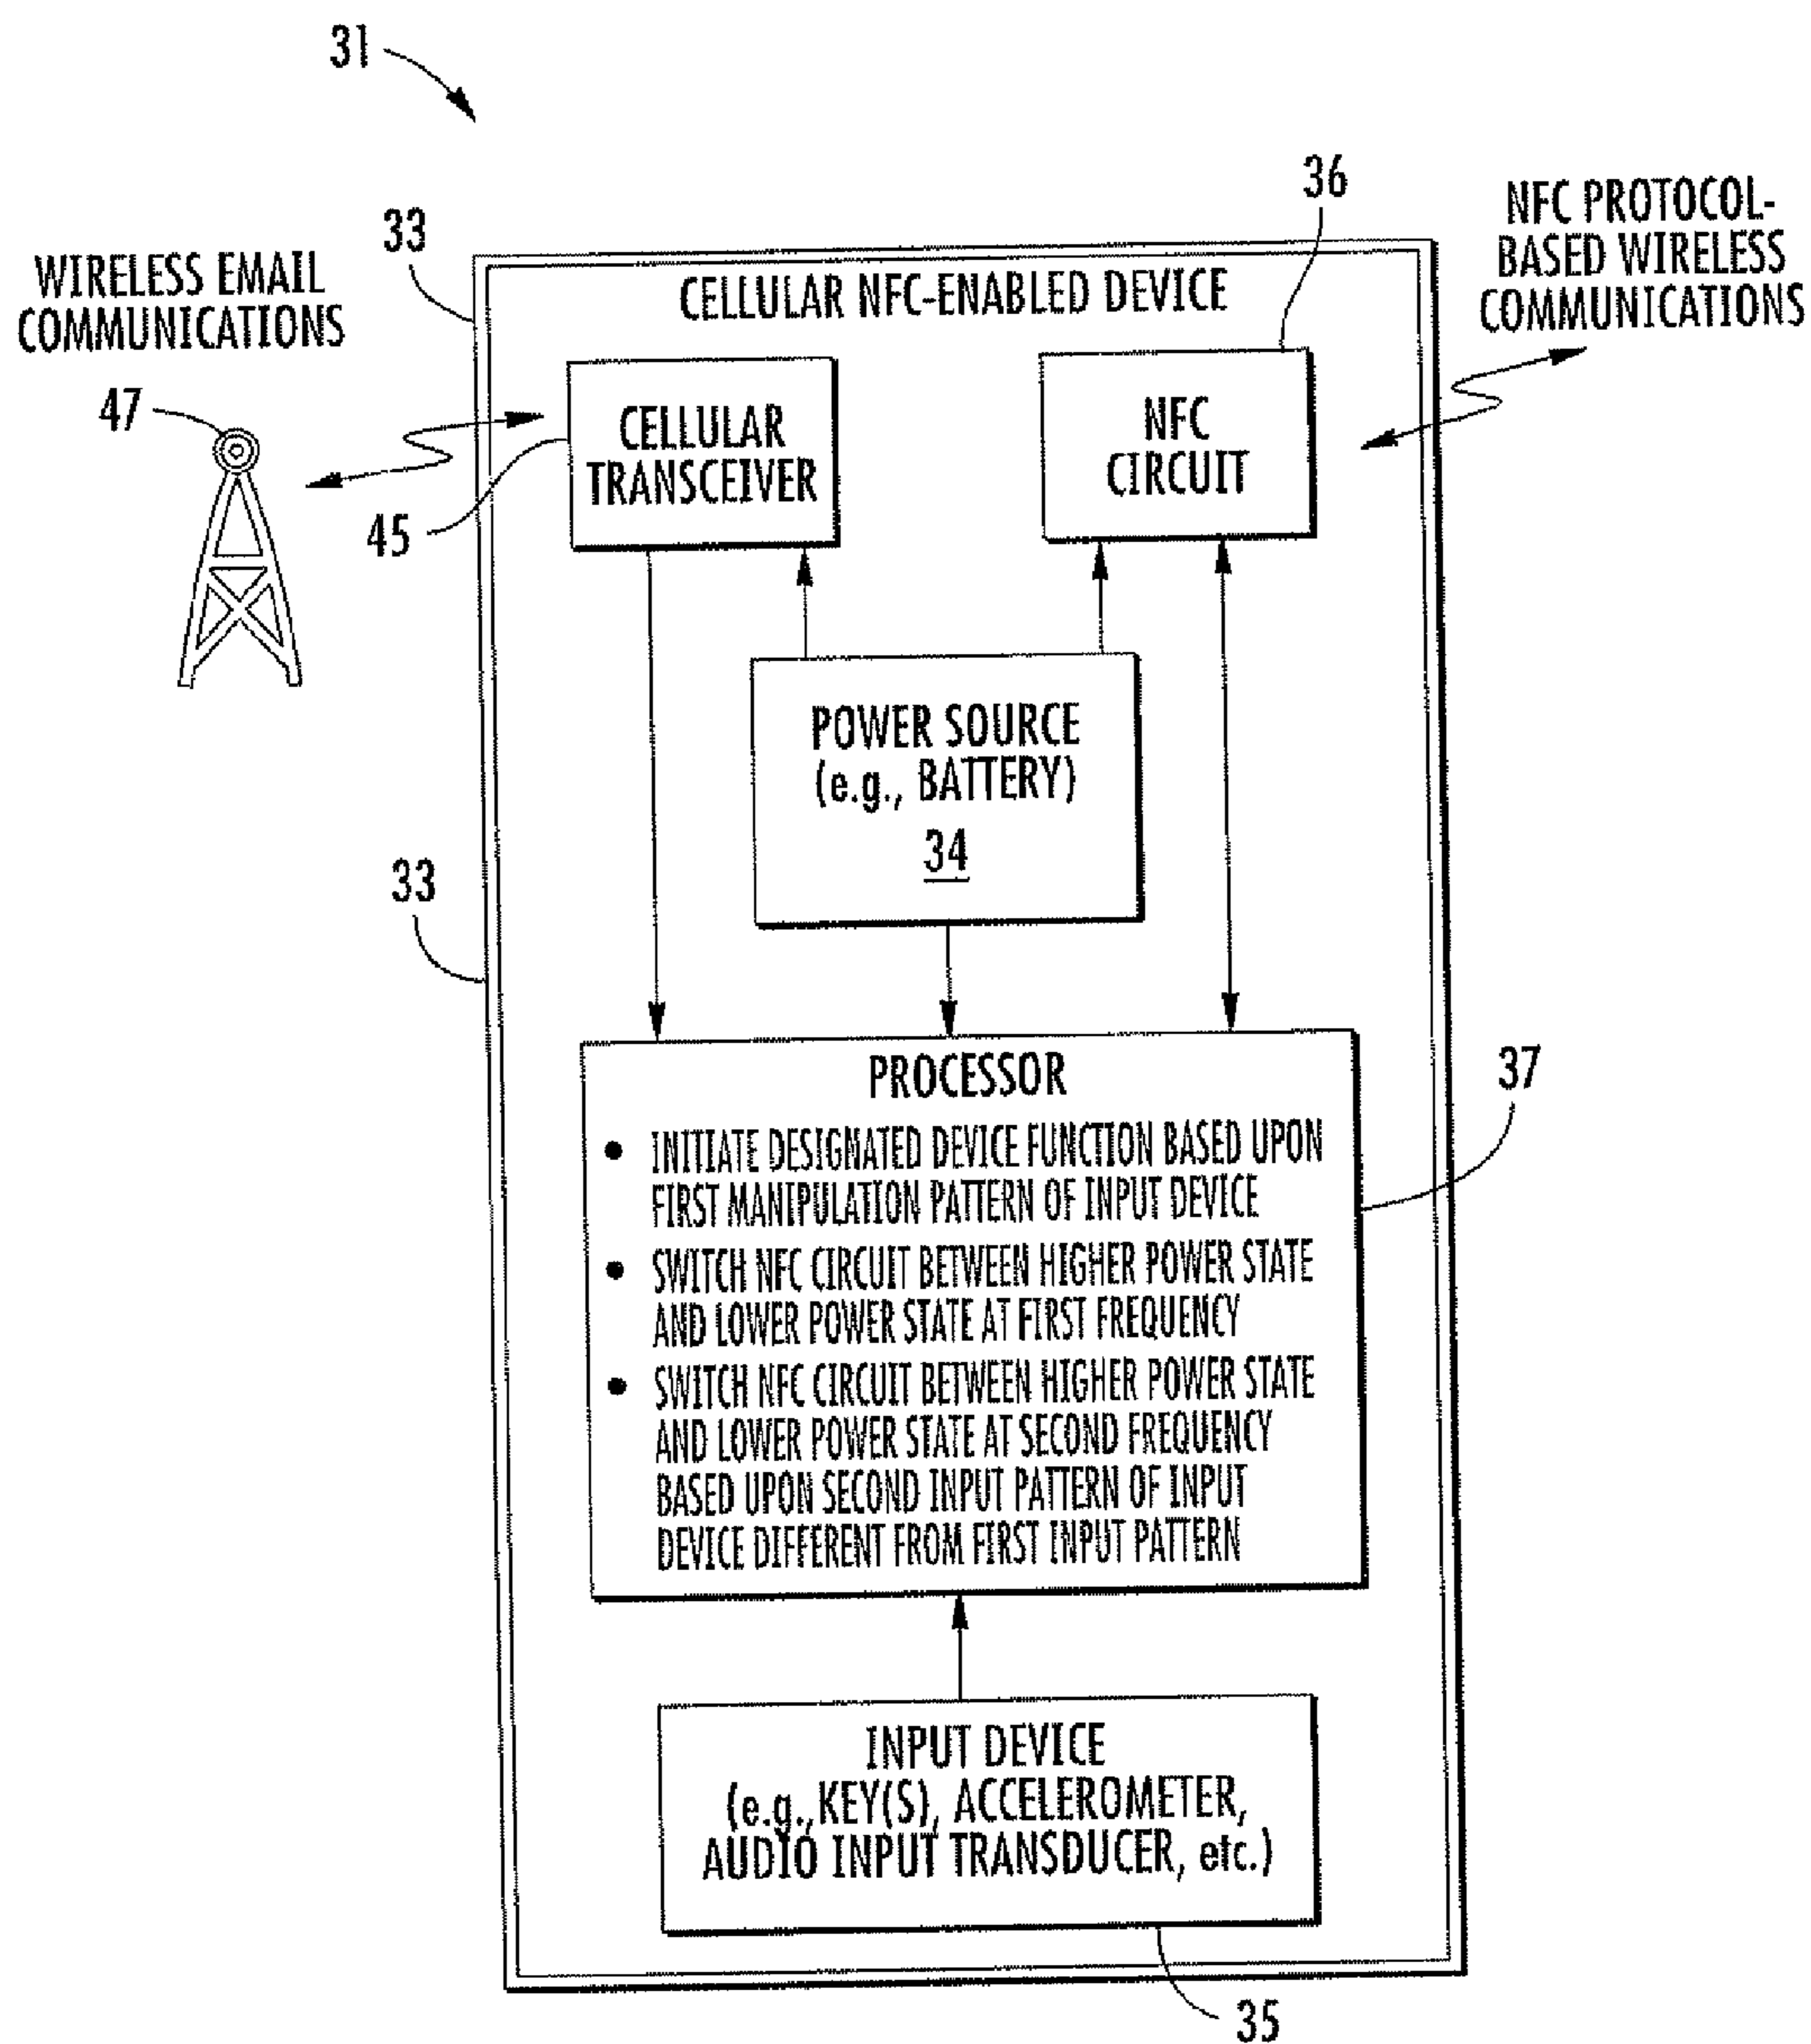 31
36
NFC PROTOCOL-
BASED WIRELESS
COMMUNICATIONS
33
WIRELESS EMAIL
COMMUNICATIONS
CELLULAR NFC-ENABLED DEVICE
47
CELLULAR
TRANSCEIVER
NFC
CIRCUIT
45
POWER SOURCE
(e.g., BATTERY)
34
33
PROCESSOR
37
• INITIATE DESIGNATED DEVICE FUNCTION BASED UPON
FIRST MANIPULATION PATTERN OF INPUT DEVICE
• SWITCH NFC CIRCUIT BETWEEN HIGHER POWER STATE
AND LOWER POWER STATE AT FIRST FREQUENCY
• SWITCH NFC CIRCUIT BETWEEN HIGHER POWER STATE
AND LOWER POWER STATE AT SECOND FREQUENCY
BASED UPON SECOND INPUT PATTERN OF INPUT
DEVICE DIFFERENT FROM FIRST INPUT PATTERN
INPUT DEVICE
(e.g.,KEY(S), ACCELEROMETER,
AUDIO INPUT TRANSDUCER, etc.)
35